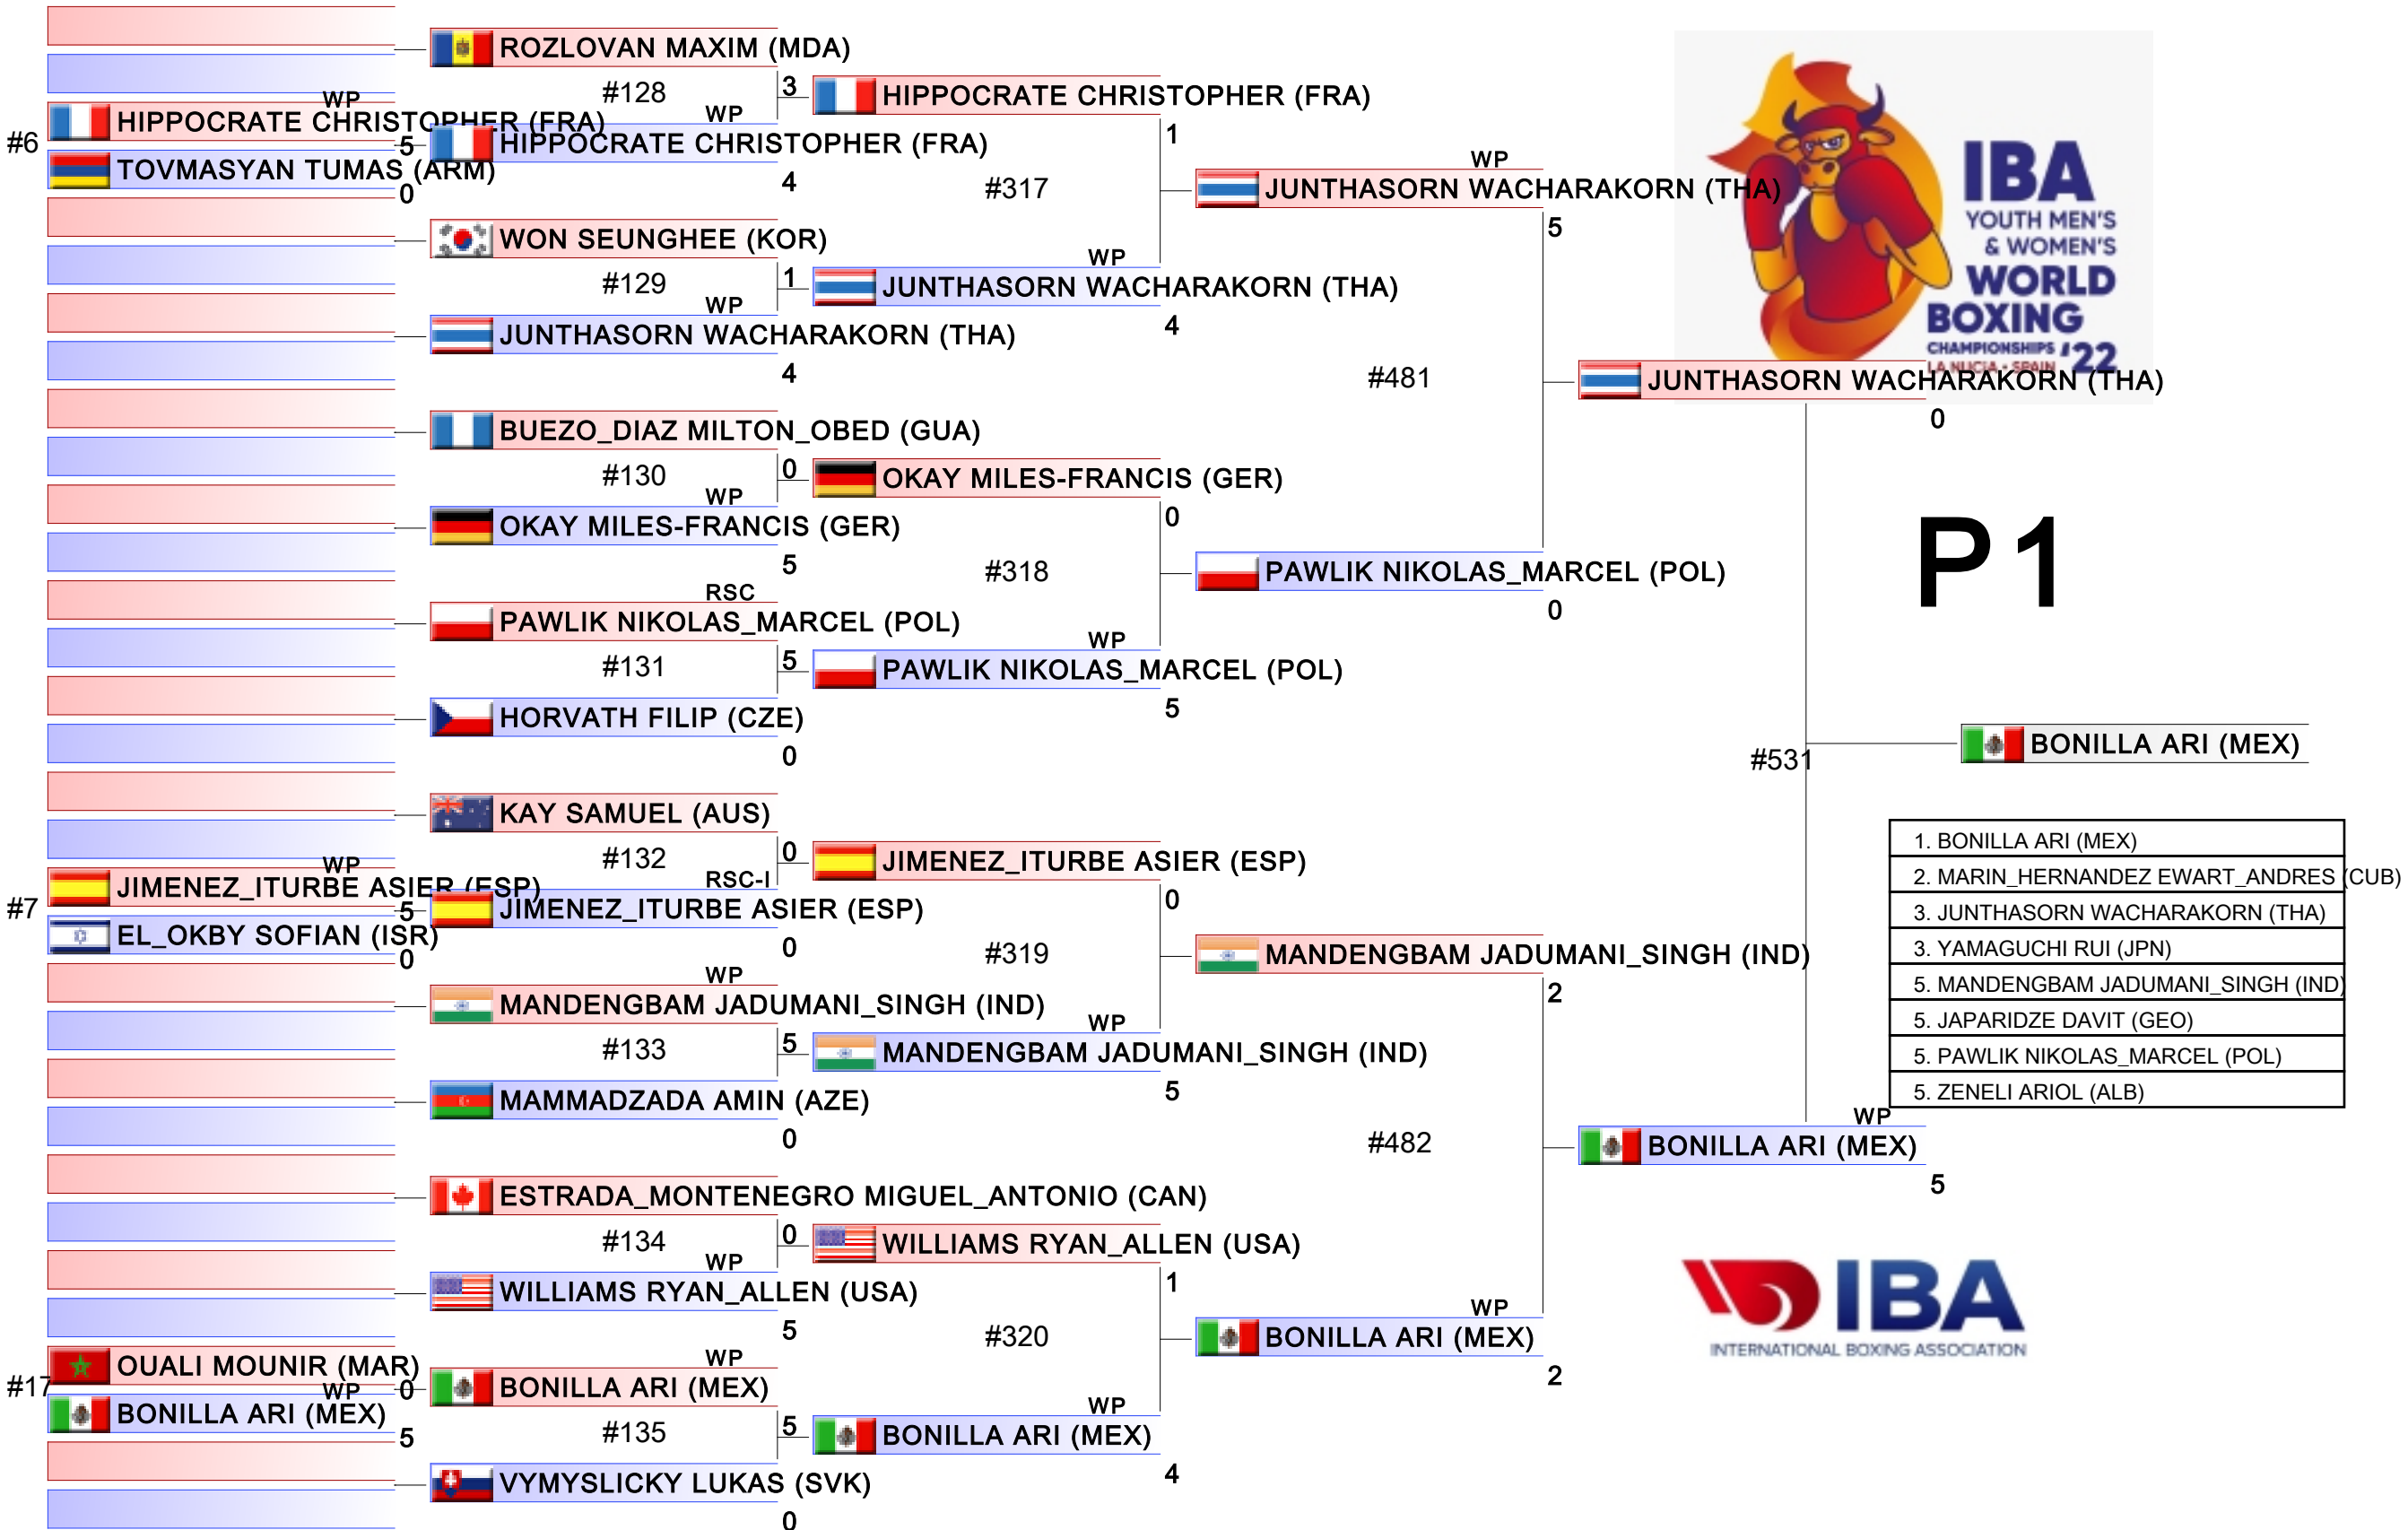 ROZLOVAN MAXIM (MDA)
#128
3
WP
HIPPOCRATE CHRISTOPHER (FRA)
#6
5
TOVMASYAN TUMAS (ARM)
0
WP
HIPPOCRATE CHRISTOPHER (FRA)
4
HIPPOCRATE CHRISTOPHER (FRA)
1
#317
WON SEUNGHEE (KOR)
#129
1
WP
JUNTHASORN WACHARAKORN (THA)
4
WP
JUNTHASORN WACHARAKORN (THA)
4
WP
JUNTHASORN WACHARAKORN (THA)
5
#481
BUEZO_DIAZ MILTON_OBED (GUA)
#130
0
WP
OKAY MILES-FRANCIS (GER)
5
OKAY MILES-FRANCIS (GER)
0
#318
RSC
PAWLIK NIKOLAS_MARCEL (POL)
#131
5
HORVATH FILIP (CZE)
0
WP
PAWLIK NIKOLAS_MARCEL (POL)
5
PAWLIK NIKOLAS_MARCEL (POL)
0
JUNTHASORN WACHARAKORN (THA)
0
#531
KAY SAMUEL (AUS)
#132
0
WP
JIMENEZ_ITURBE ASIER (ESP)
#7
5
EL_OKBY SOFIAN (ISR)
0
RSC-I
JIMENEZ_ITURBE ASIER (ESP)
0
JIMENEZ_ITURBE ASIER (ESP)
0
#319
WP
MANDENGBAM JADUMANI_SINGH (IND)
#133
5
MAMMADZADA AMIN (AZE)
0
WP
MANDENGBAM JADUMANI_SINGH (IND)
5
MANDENGBAM JADUMANI_SINGH (IND)
2
#482
ESTRADA_MONTENEGRO MIGUEL_ANTONIO (CAN)
#134
0
WP
WILLIAMS RYAN_ALLEN (USA)
5
WILLIAMS RYAN_ALLEN (USA)
1
#320
OUALI MOUNIR (MAR)
#17
0
WP
BONILLA ARI (MEX)
5
WP
BONILLA ARI (MEX)
#135
5
VYMYSLICKY LUKAS (SVK)
0
WP
BONILLA ARI (MEX)
4
WP
BONILLA ARI (MEX)
2
WP
BONILLA ARI (MEX)
5
BONILLA ARI (MEX)
IBA
YOUTH MEN'S
& WOMEN'S
WORLD
BOXING
CHAMPIONSHIPS '22
LA NUCIA - SPAIN
P1
1. BONILLA ARI (MEX)
2. MARIN_HERNANDEZ EWART_ANDRES (CUB)
3. JUNTHASORN WACHARAKORN (THA)
3. YAMAGUCHI RUI (JPN)
5. MANDENGBAM JADUMANI_SINGH (IND)
5. JAPARIDZE DAVIT (GEO)
5. PAWLIK NIKOLAS_MARCEL (POL)
5. ZENELI ARIOL (ALB)
IBA
INTERNATIONAL BOXING ASSOCIATION